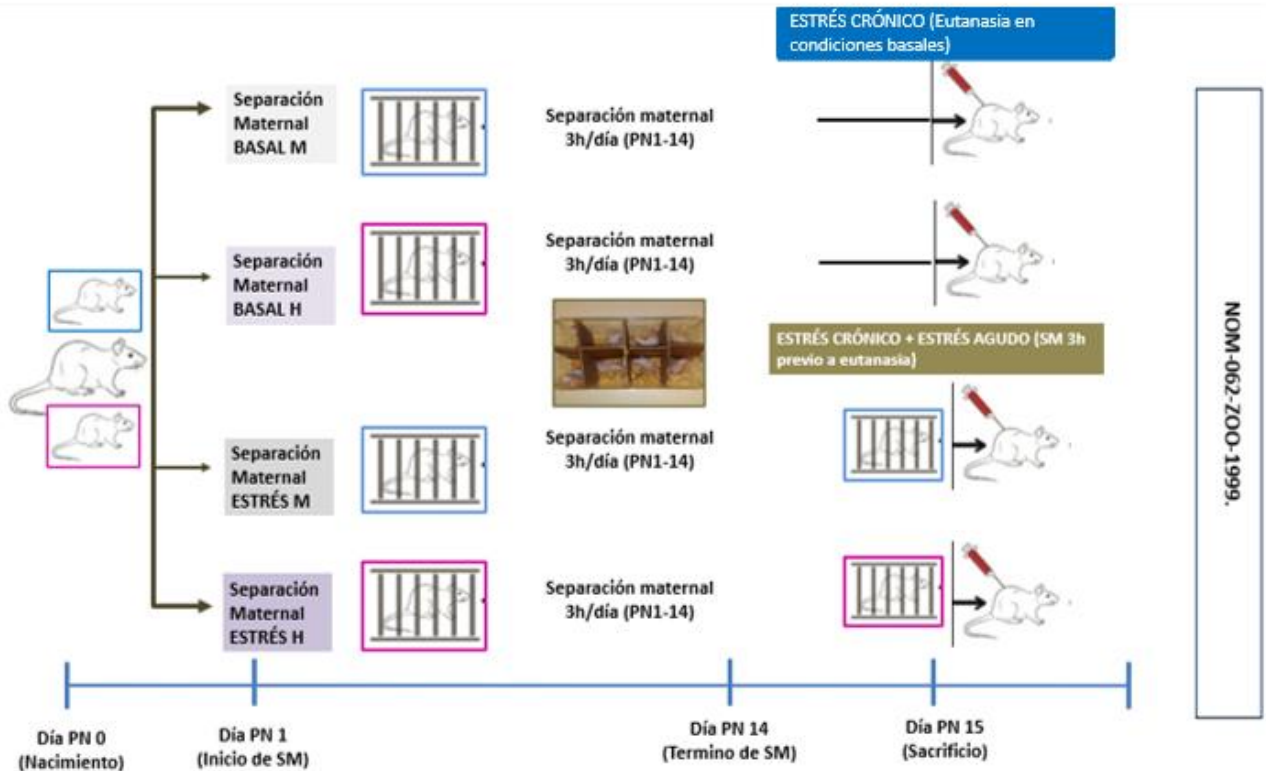 ESTRÉS CRÓNICO (Eutanasia en
condiciones basales)
Separación
Maternal
BASAL M
Separación maternal
3h/día (PN1-14)
Separación
Maternal
BASAL H
Separación maternal
3h/día (PN1-14)
ESTRÉS CRÓNICO + ESTRÉS AGUDO (SM 3h
previo a eutanasia)
Separación
Maternal
ESTRÉS M
Separación maternal
3h/día (PN1-14)
Separación
Maternal
ESTRÉS H
Separación maternal
3h/día (PN1-14)
NOM-062-ZOO-1999.
Día PN 0
(Nacimiento)
Día PN 1
(Inicio de SM)
Día PN 14
(Termino de SM)
Día PN 15
(Sacrificio)